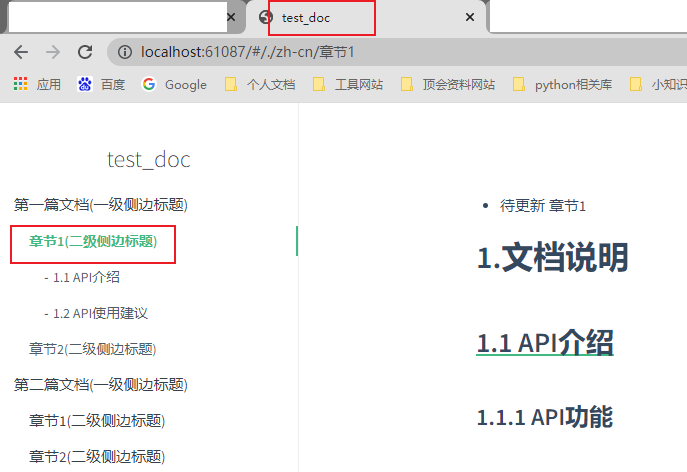 test_doc
localhost:61087/#/./zh-cn/章节1
应用 百度 Google 个人文档 工具网站 顶会资料网站 python相关库 小知识
test_doc
第一篇文档(一级侧边标题)
章节1(二级侧边标题)
- 1.1 API介绍
- 1.2 API使用建议
章节2(二级侧边标题)
第二篇文档(一级侧边标题)
章节1(二级侧边标题)
章节2(二级侧边标题)
• 待更新 章节1
1.文档说明
1.1 API介绍
1.1.1 API功能